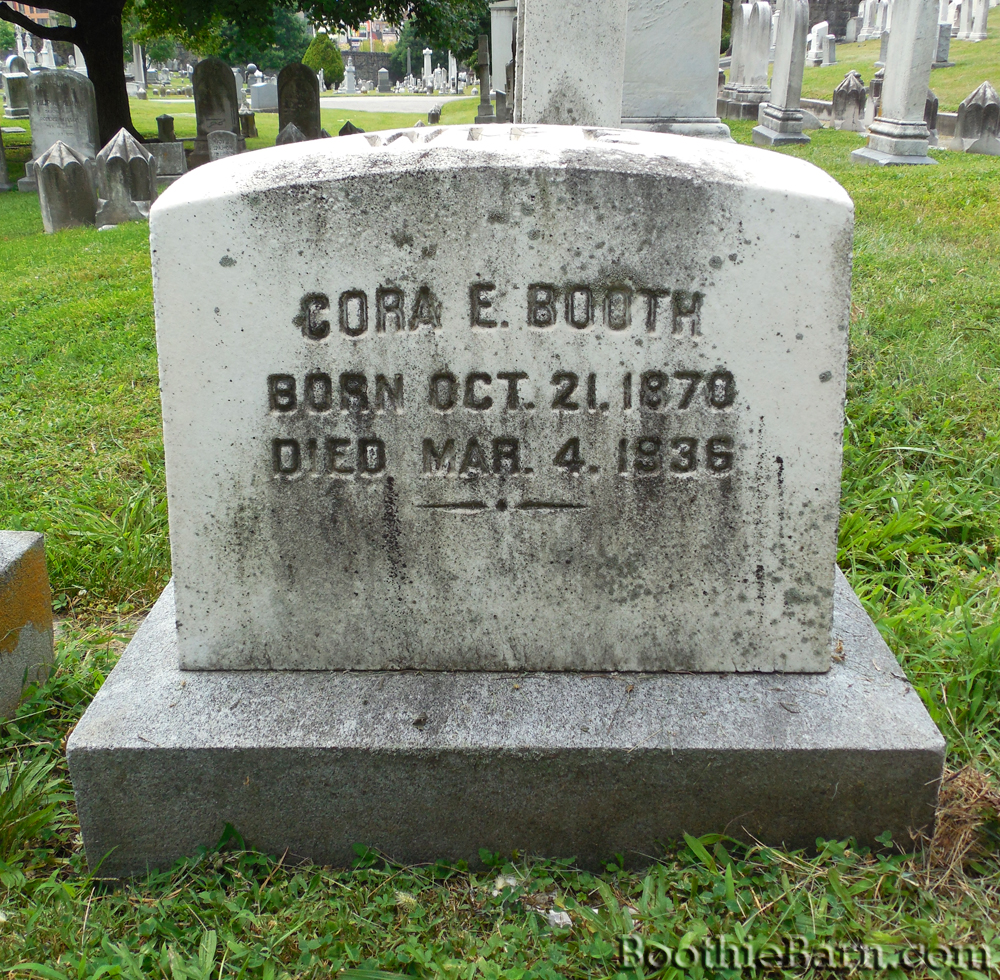 CORA E. BOOTH
BORN OCT. 21. 1870
DIED MAR. 4. 1936
BoothieBarn.com